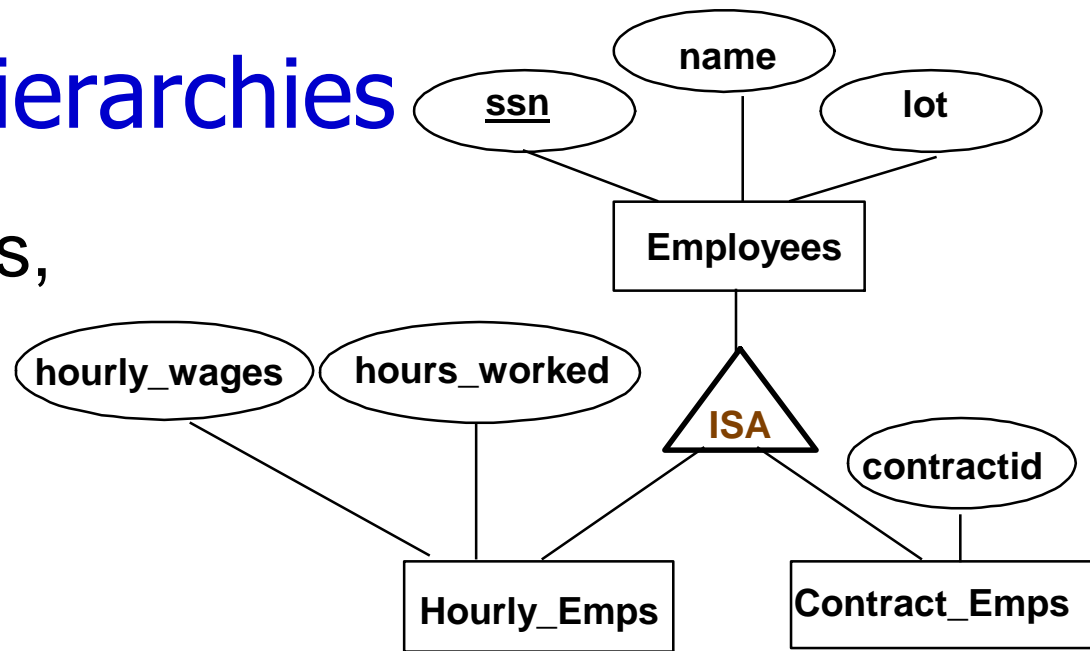 ierarchies
s,
name
ssn
lot
Employees
hourly_wages
hours_worked
ISA
contractid
Hourly_Emps
Contract_Emps